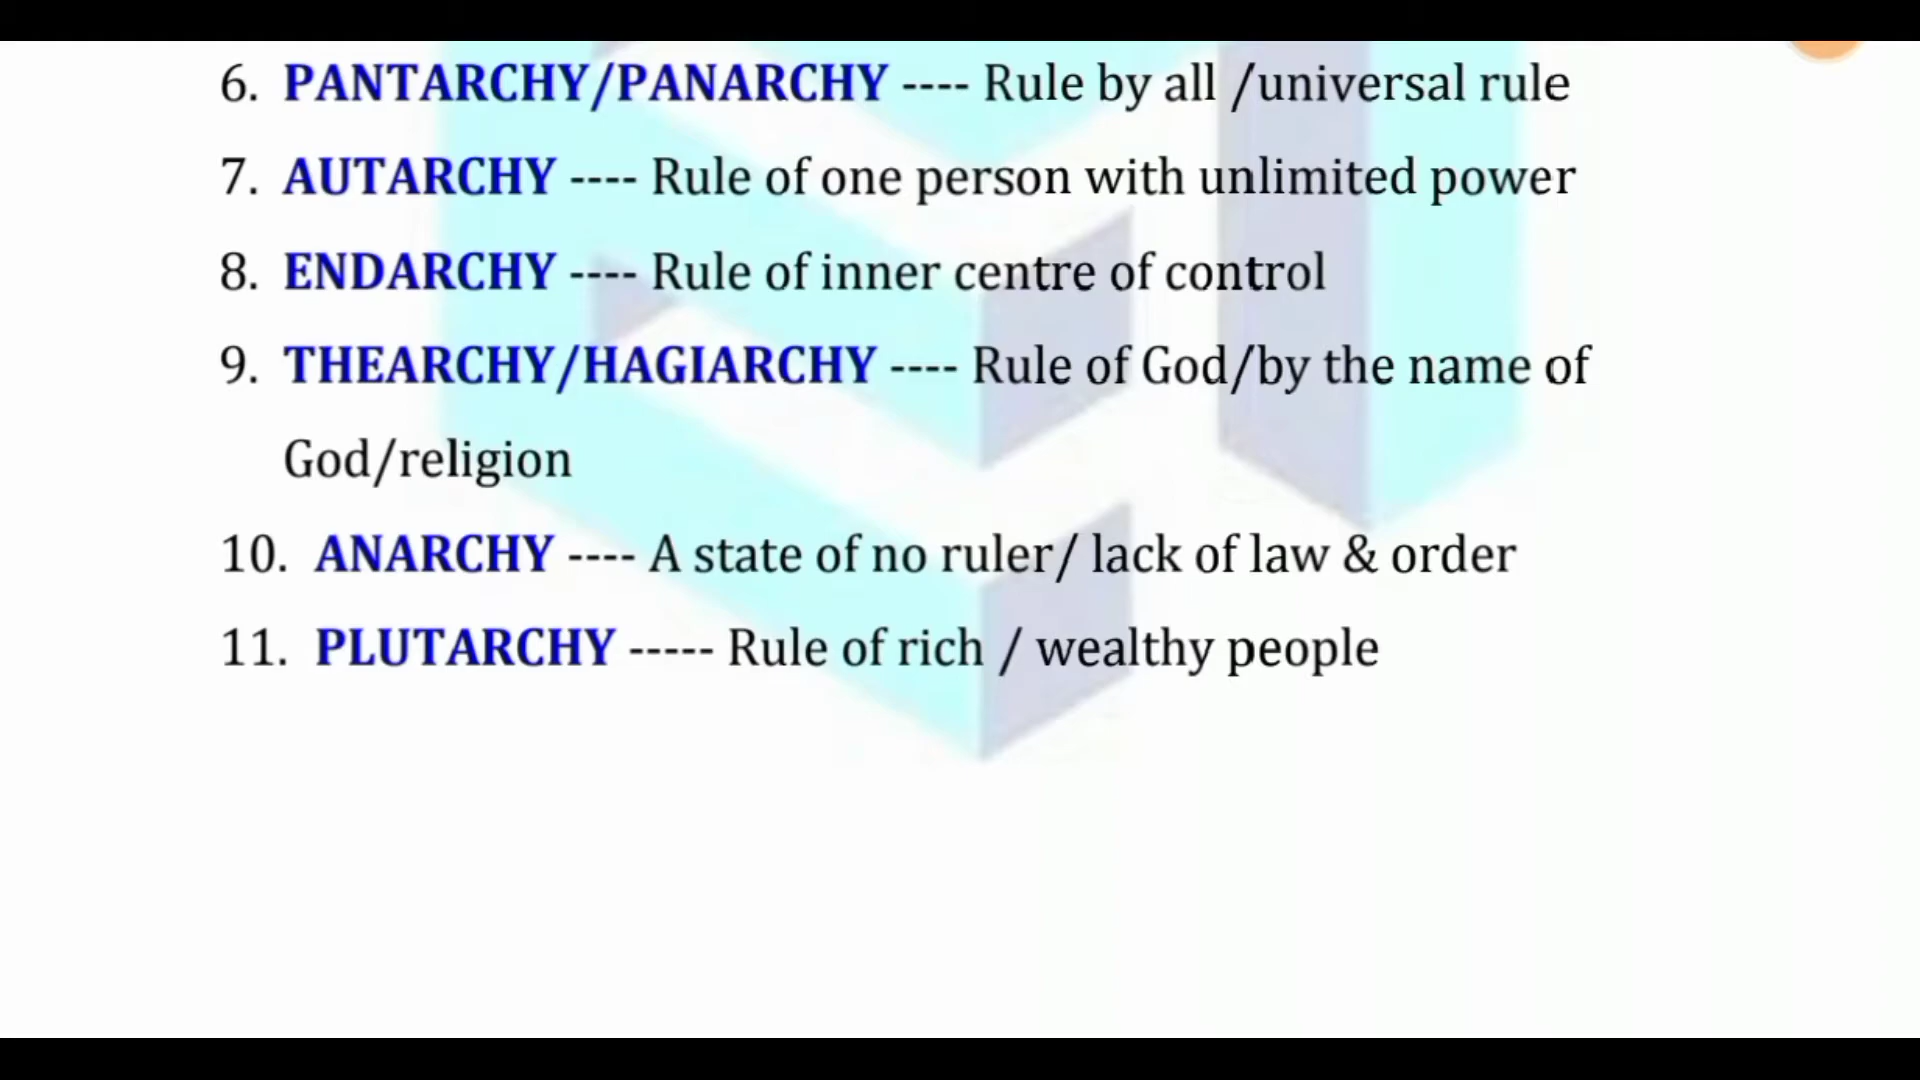 6. PANTARCHY/PANARCHY ---- Rule by all /universal rule
7. AUTARCHY ---- Rule of one person with unlimited power
8. ENDARCHY ---- Rule of inner centre of control
9. THEARCHY/HAGIARCHY ---- Rule of God/by the name of
God/religion
10. ANARCHY ---- A state of no ruler/ lack of law & order
11. PLUTARCHY ----- Rule of rich / wealthy people